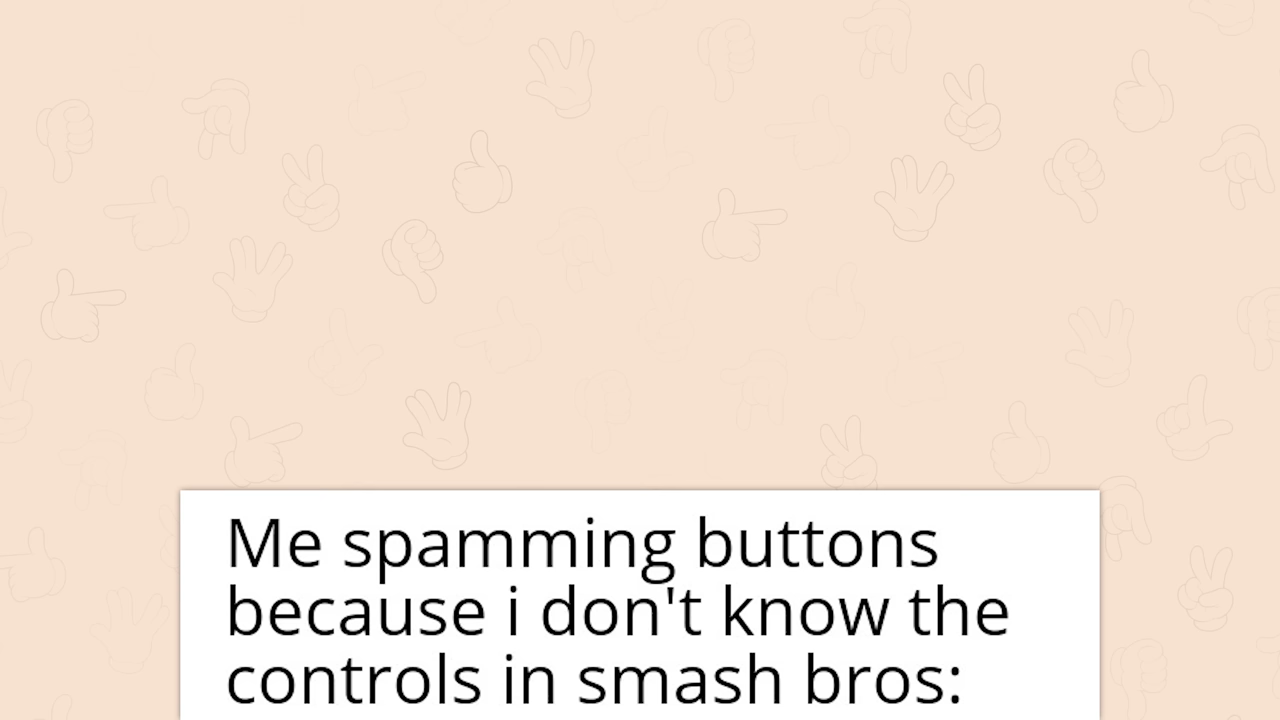 Me spamming buttons
because i don't know the
controls in smash bros: